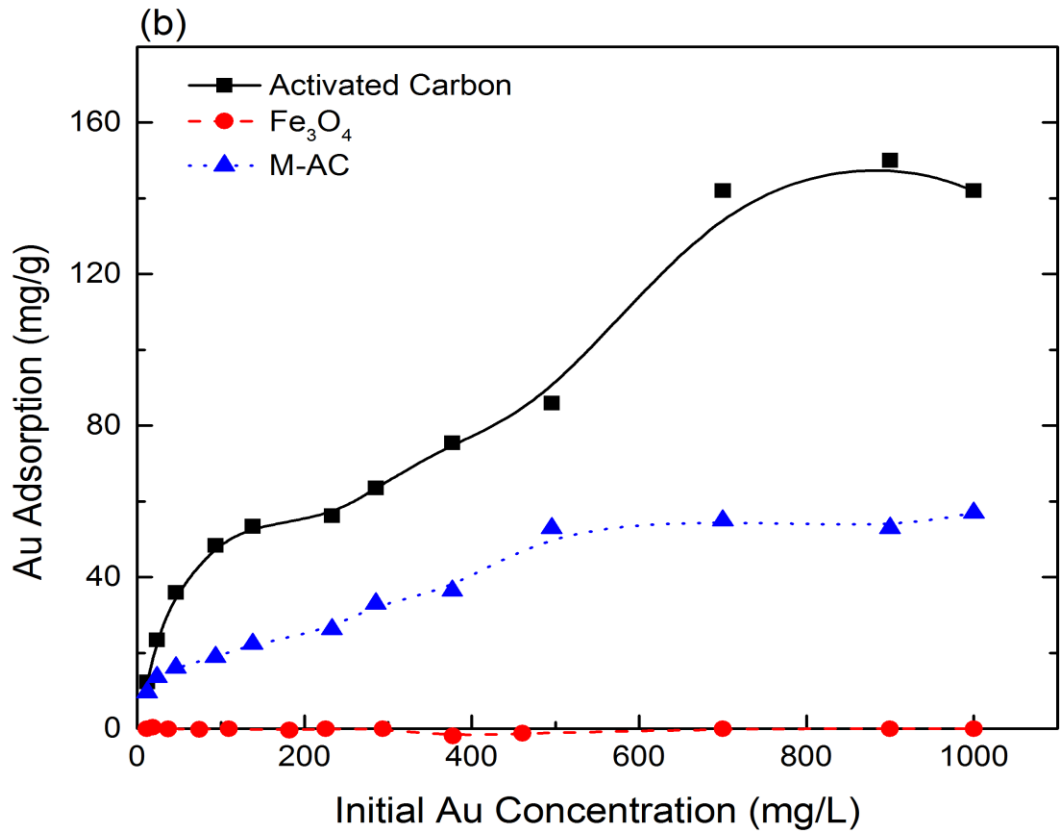 (b)
Activated Carbon
Fe₃O₄
M-AC
160
120
80
40
0
Au Adsorption (mg/g)
0 200 400 600 800 1000
Initial Au Concentration (mg/L)